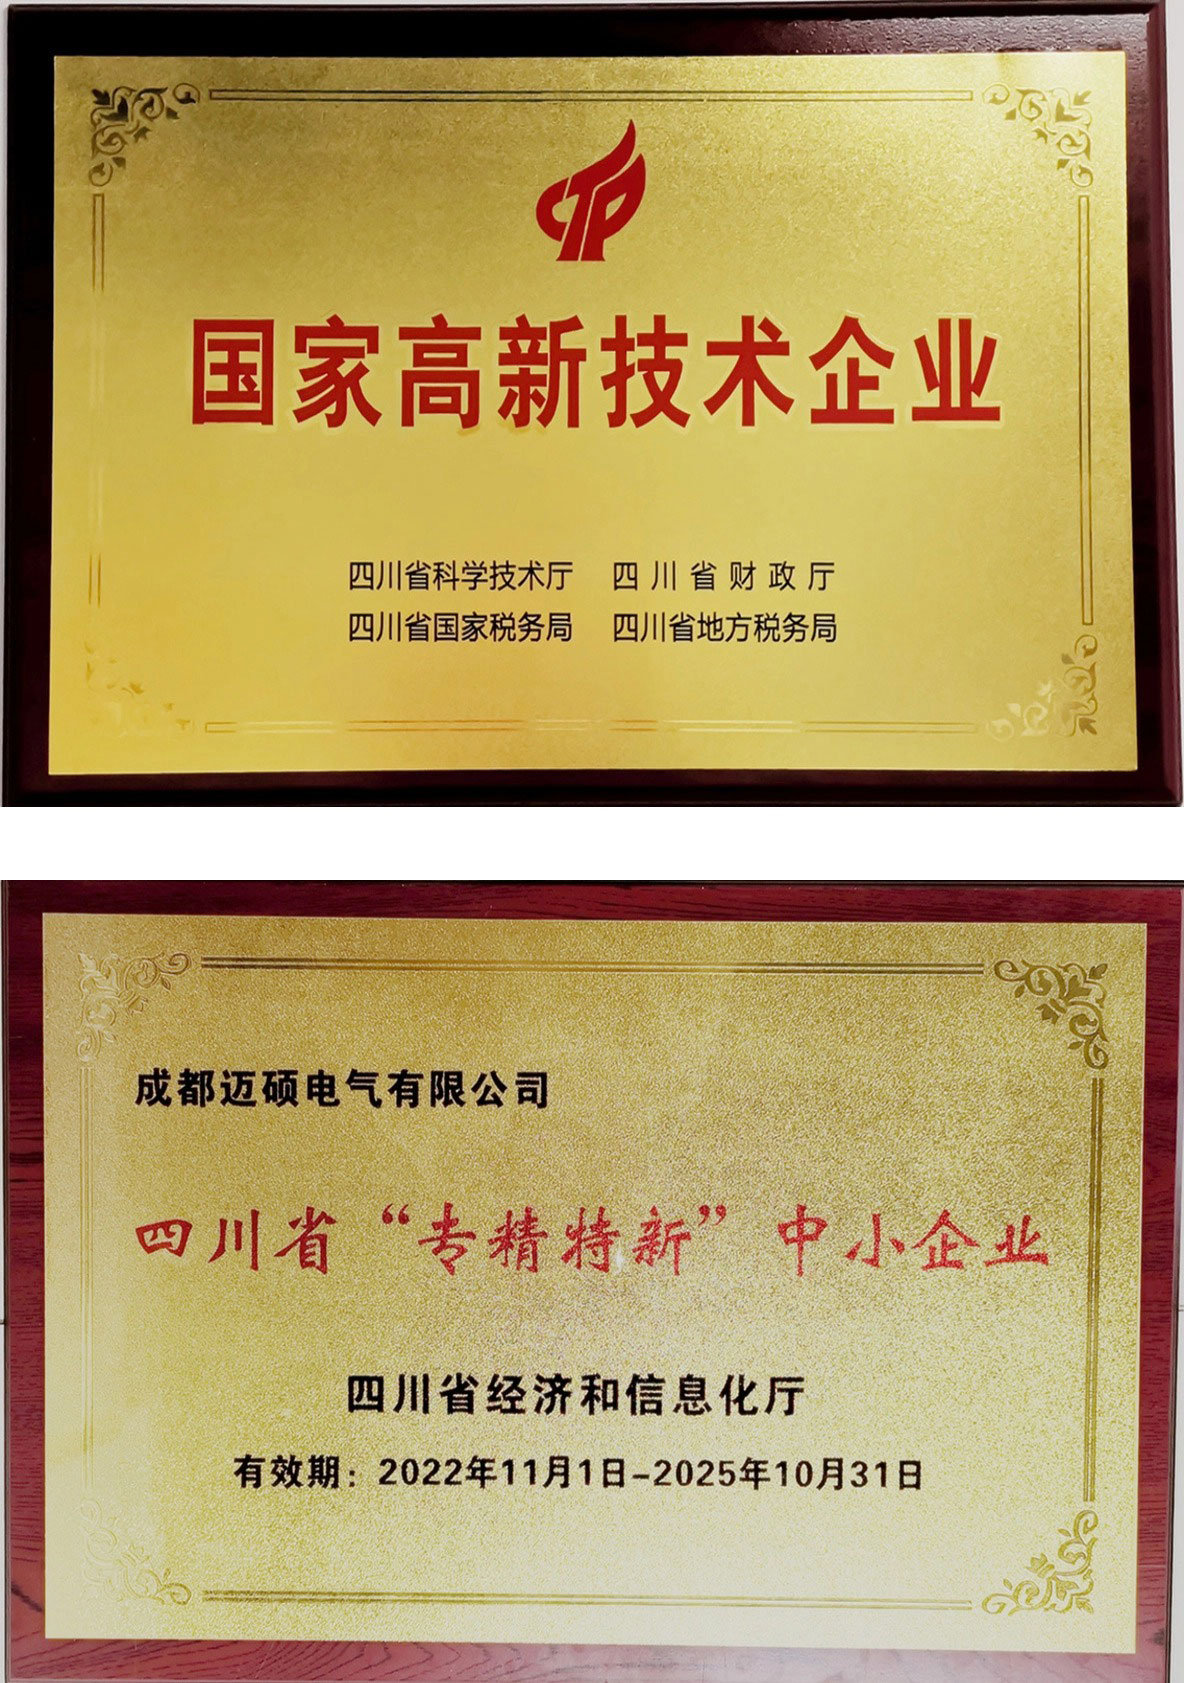 国家高新技术企业
四川省科学技术厅 四川省财政厅
四川省国家税务局 四川省地方税务局
成都迈硕电气有限公司
四川省“专精特新”中小企业
四川省经济和信息化厅
有效期：2022年11月1日-2025年10月31日